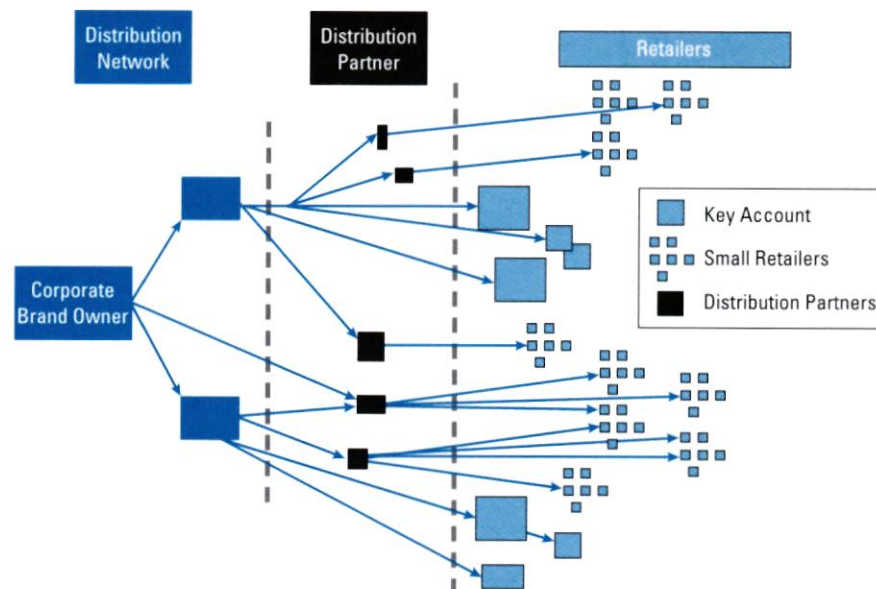 Distribution
Network
Distribution
Partner
Retailers
Key Account
Small Retailers
Distribution Partners
Corporate
Brand Owner